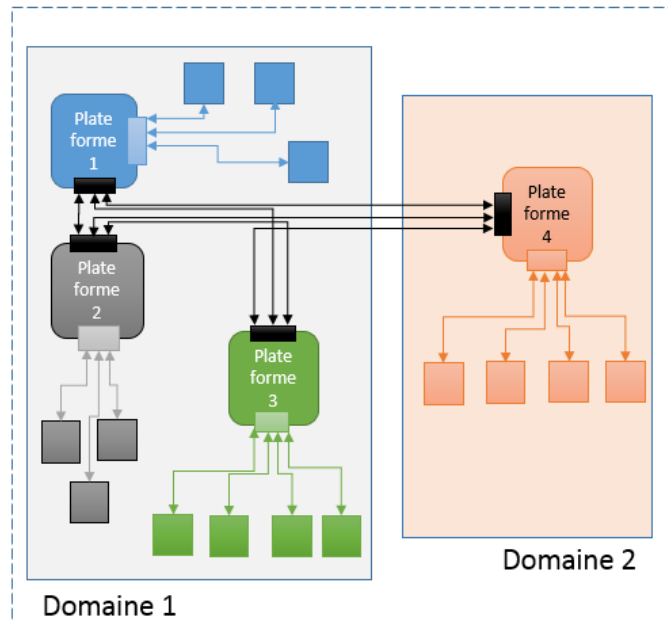 Plate
forme
1
Plate
forme
2
Plate
forme
3
Plate
forme
4
Domaine 2
Domaine 1